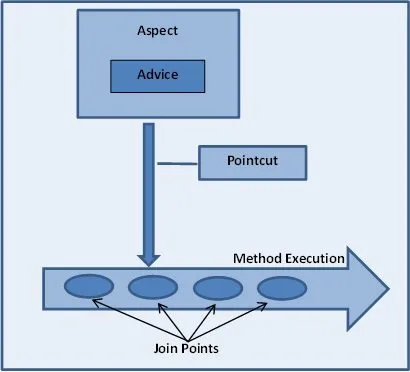 Aspect
Advice
Pointcut
Method Execution
Join Points